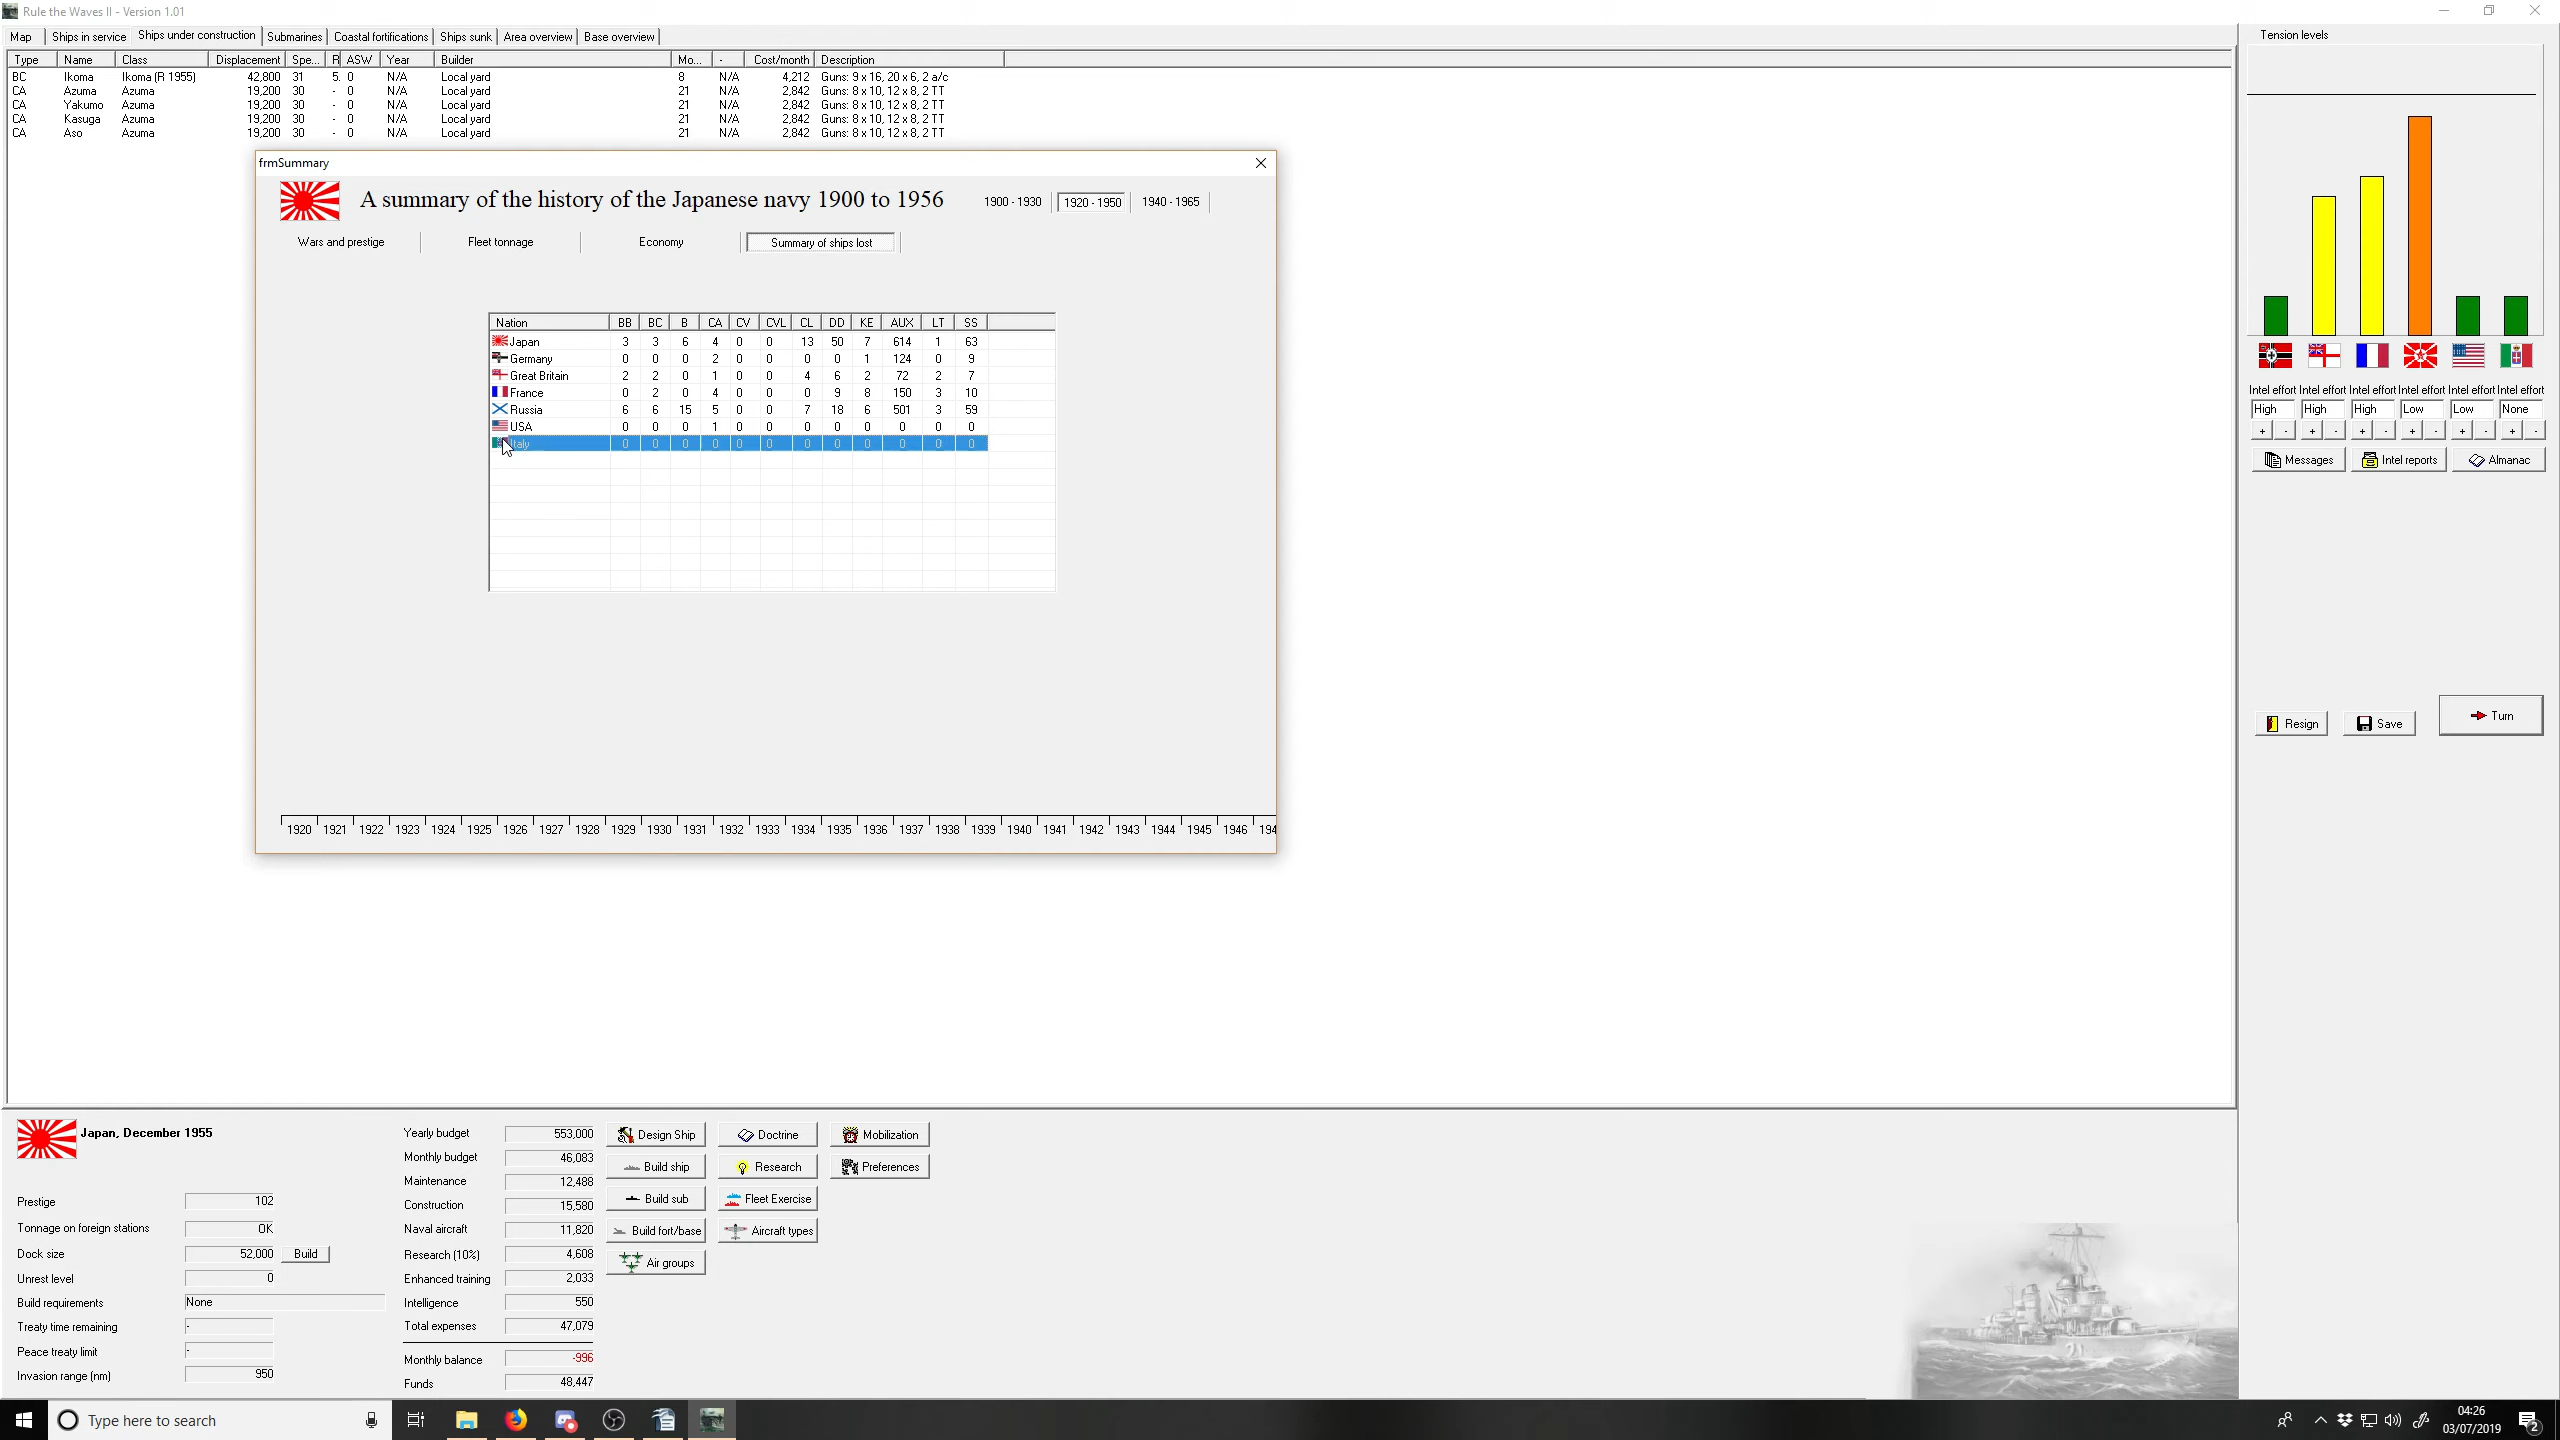 Rule the Waves II - Version 1.01
Map Ships in service Ships under construction Submarines Coastal fortifications Ships sunk Area overview Base overview
Type Name Class Displacement Spe... R ASW Year Builder Mo... - Cost/month Description
BC Ikoma Ikoma (R 1955) 42,800 31 5. 0 N/A Local yard 8 N/A 4,212 Guns: 9 x 16, 20 x 6, 2 a/c
CA Azuma Azuma 19,200 30 - 0 N/A Local yard 21 N/A 2,842 Guns: 8 x 10, 12 x 8, 2 TT
CA Yakumo Azuma 19,200 30 - 0 N/A Local yard 21 N/A 2,842 Guns: 8 x 10, 12 x 8, 2 TT
CA Kasuga Azuma 19,200 30 - 0 N/A Local yard 21 N/A 2,842 Guns: 8 x 10, 12 x 8, 2 TT
CA Aso Azuma 19,200 30 - 0 N/A Local yard 21 N/A 2,842 Guns: 8 x 10, 12 x 8, 2 TT
frmSummary
A summary of the history of the Japanese navy 1900 to 1956 1900 - 1930 1920 - 1950 1940 - 1965
Wars and prestige Fleet tonnage Economy Summary of ships lost
Nation BB BC B CA CV CVL CL DD KE AUX LT SS
Japan 3 3 6 4 0 0 13 50 7 614 1 63
Germany 0 0 0 2 0 0 0 0 1 124 0 9
Great Britain 2 2 0 1 0 0 4 6 2 72 2 7
France 0 2 0 4 0 0 0 9 8 150 3 10
Russia 6 6 15 5 0 0 7 18 6 501 3 59
USA 0 0 0 1 0 0 0 0 0 0 0 0
Italy 0 0 0 0 0 0 0 0 0 0 0 0
1920 1921 1922 1923 1924 1925 1926 1927 1928 1929 1930 1931 1932 1933 1934 1935 1936 1937 1938 1939 1940 1941 1942 1943 1944 1945 1946 194
Tension levels
Intel effort Intel effort Intel effort Intel effort Intel effort Intel effort
High High High Low Low None
+ - + - + - + - + - + -
Messages Intel reports Almanac
Resign Save Turn
Japan, December 1955
Prestige 102
Tonnage on foreign stations OK
Dock size 52,000 Build
Unrest level 0
Build requirements None
Treaty time remaining -
Peace treaty limit -
Invasion range (nm) 950
Yearly budget 553,000
Monthly budget 46,083
Maintenance 12,488
Construction 15,580
Naval aircraft 11,820
Research (10%) 4,608
Enhanced training 2,033
Intelligence 550
Total expenses 47,079
Monthly balance -996
Funds 48,447
Design Ship Doctrine Mobilization
Build ship Research Preferences
Build sub Fleet Exercise
Build fort/base Aircraft types
Air groups
Type here to search
04:26
03/07/2019
2